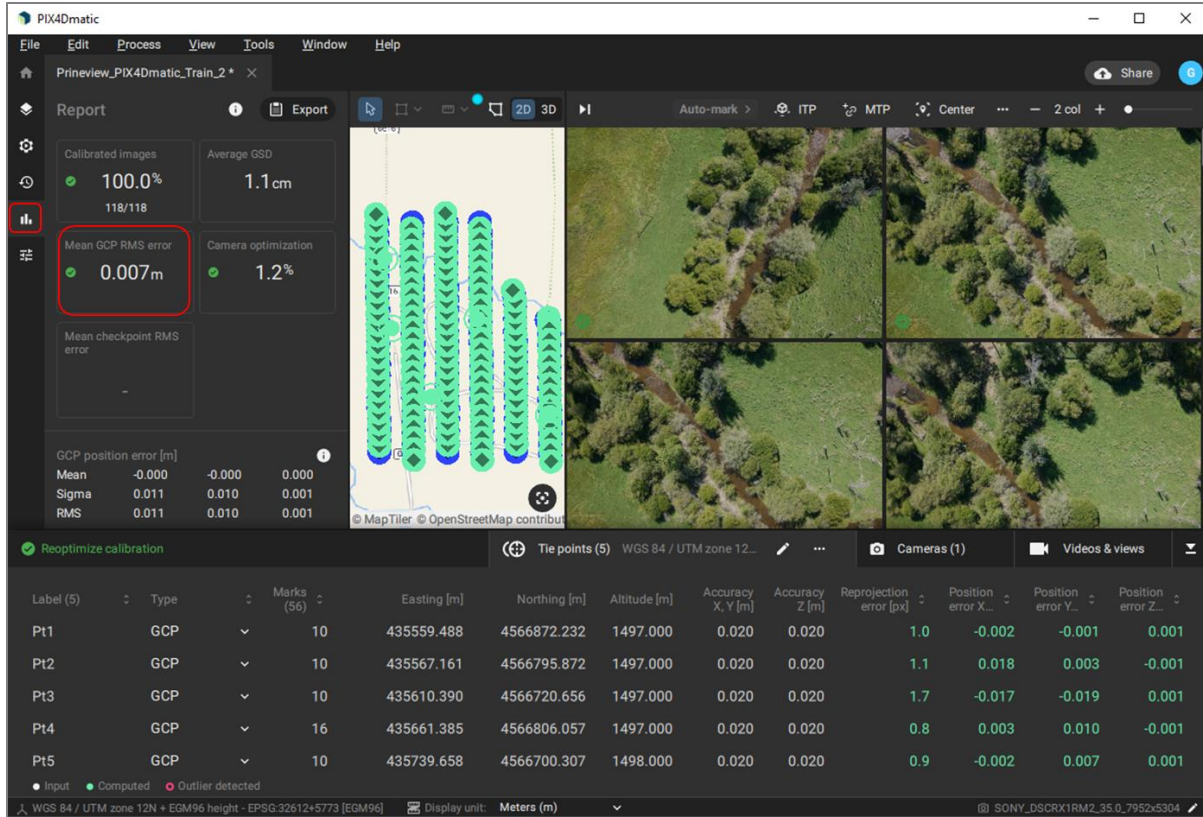 PIX4Dmatic
File Edit Process View Tools Window Help
Prineview_PIX4Dmatic_Train_2 *
Share G
Report Export 2D 3D Auto-mark > ITP MTP Center ... 2 col
Calibrated images
100.0%
118/118
Average GSD
1.1 cm
Mean GCP RMS error
0.007 m
Camera optimization
1.2%
Mean checkpoint RMS
error
-
GCP position error [m]
Mean -0.000 -0.000 0.000
Sigma 0.011 0.010 0.001
RMS 0.011 0.010 0.001
16
© MapTiler © OpenStreetMap contribut
Reoptimize calibration
Tie points (5) WGS 84 / UTM zone 12... ... Cameras (1) Videos & views
Label (5) Type Marks (56) Easting [m] Northing [m] Altitude [m] Accuracy X, Y [m] Accuracy Z [m] Reprojection error [px] Position error X... Position error Y... Position error Z...
Pt1 GCP 10 435559.488 4566872.232 1497.000 0.020 0.020 1.0 -0.002 -0.001 0.001
Pt2 GCP 10 435567.161 4566795.872 1497.000 0.020 0.020 1.1 0.018 0.003 -0.001
Pt3 GCP 10 435610.390 4566720.656 1497.000 0.020 0.020 1.7 -0.017 -0.019 0.001
Pt4 GCP 16 435661.385 4566806.057 1497.000 0.020 0.020 0.8 0.003 0.010 -0.001
Pt5 GCP 10 435739.658 4566700.307 1498.000 0.020 0.020 0.9 -0.002 0.007 0.001
Input Computed Outlier detected
WGS 84 / UTM zone 12N + EGM96 height - EPSG:32612+5773 [EGM96] Display unit: Meters (m) SONY_DSCRX1RM2_35.0_7952x5304